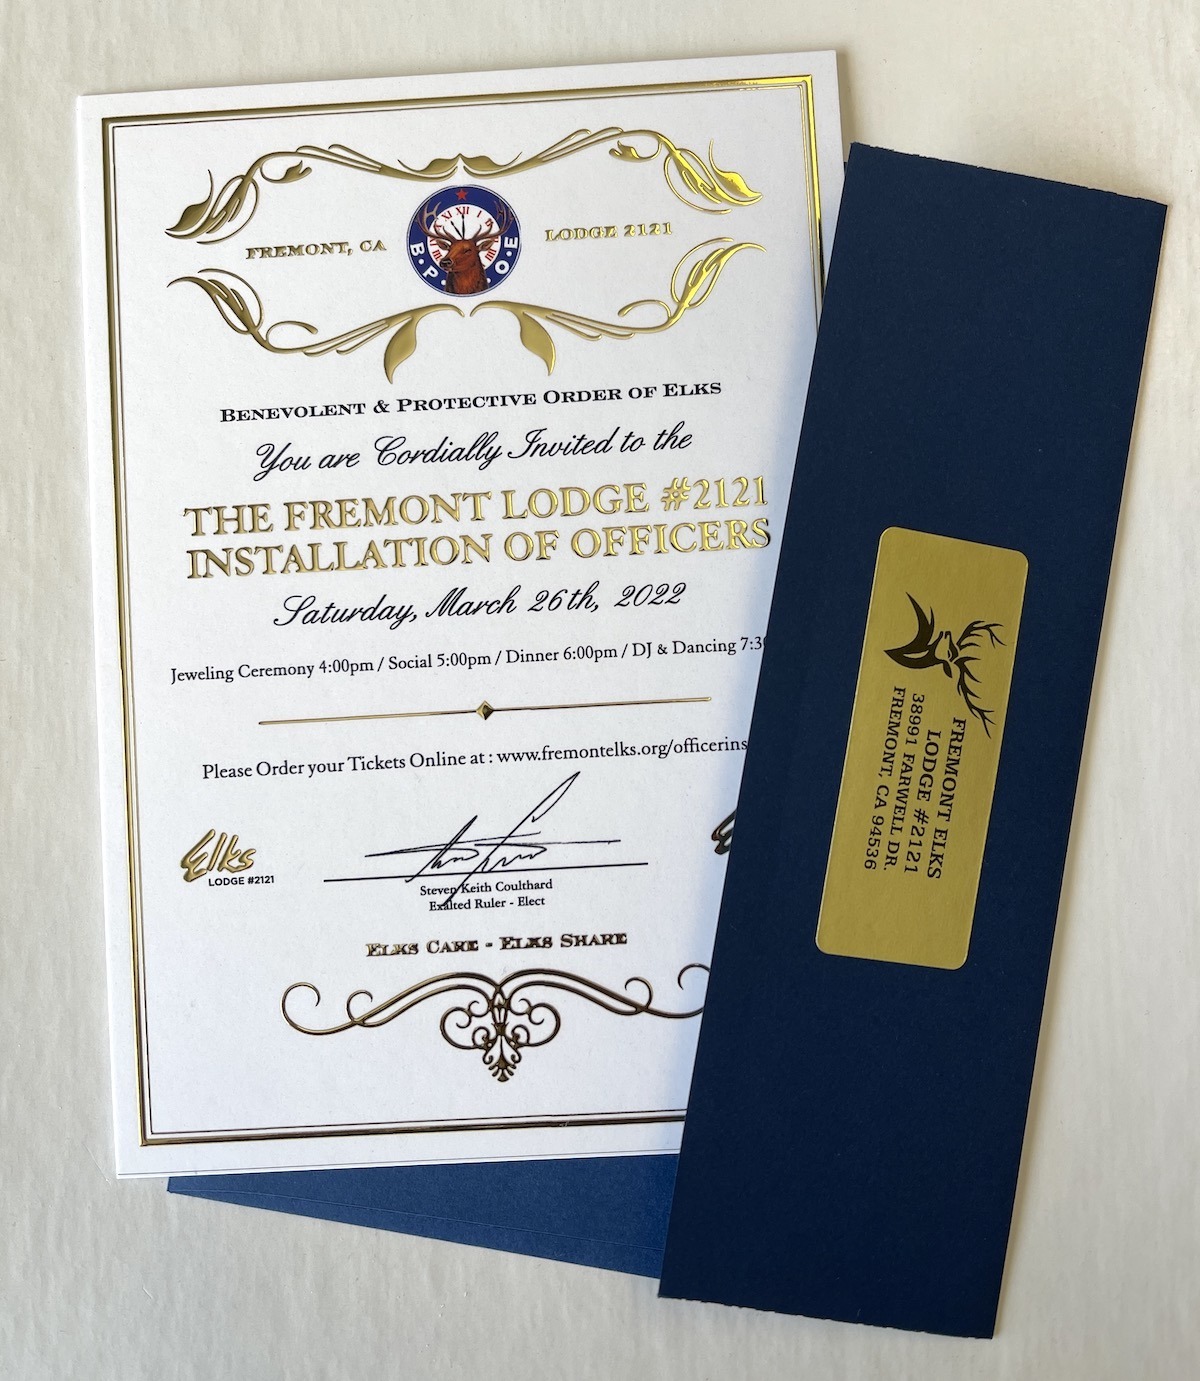 FREMONT, CA
LODGE 2121
B·P·O·E
BENEVOLENT & PROTECTIVE ORDER OF ELKS
You are Cordially Invited to the
THE FREMONT LODGE #2121
INSTALLATION OF OFFICERS
Saturday, March 26th, 2022
Jeweling Ceremony 4:00pm / Social 5:00pm / Dinner 6:00pm / DJ & Dancing 7:3
Please Order your Tickets Online at : www.fremontelks.org/officerins
Elks
LODGE #2121
Steven Keith Coulthard
Exalted Ruler - Elect
ELKS CARE - ELKS SHARE
FREMONT ELKS
LODGE #2121
38991 FARWELL DR.
FREMONT, CA 94536